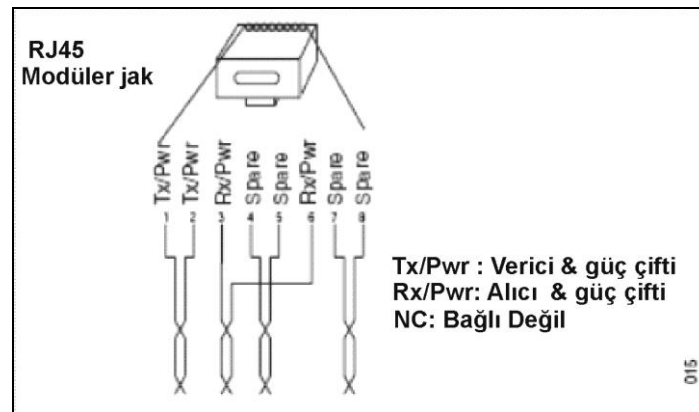 RJ45
Modüler jak
Tx/Pwr
Tx/Pwr
Rx/Pwr
Spare
Spare
Rx/Pwr
Spare
Spare
1 2 3 4 5 6 7 8
Tx/Pwr : Verici & güç çifti
Rx/Pwr: Alıcı & güç çifti
NC: Bağlı Değil
015